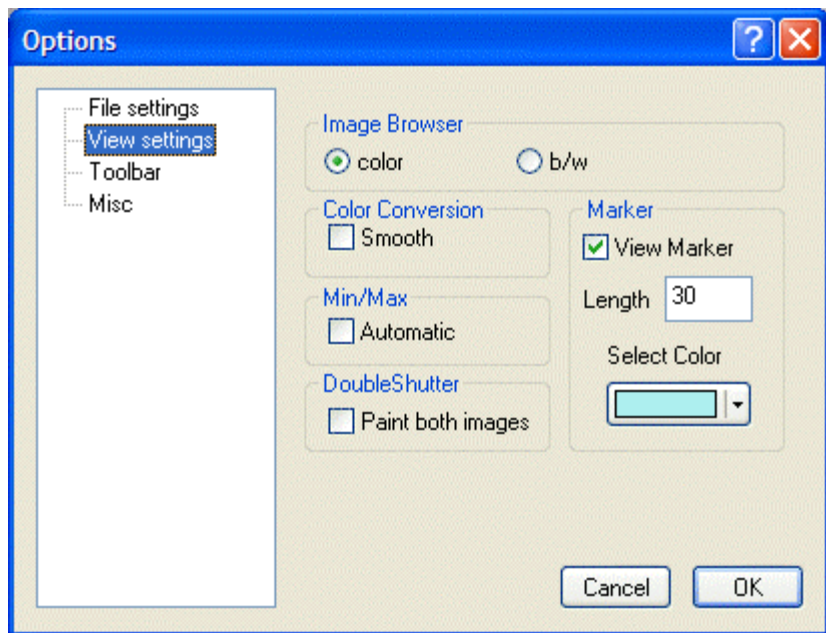 Options
?
File settings
View settings
Toolbar
Misc
Image Browser
color
b/w
Color Conversion
Smooth
Min/Max
Automatic
DoubleShutter
Paint both images
Marker
View Marker
Length 30
Select Color
Cancel
OK